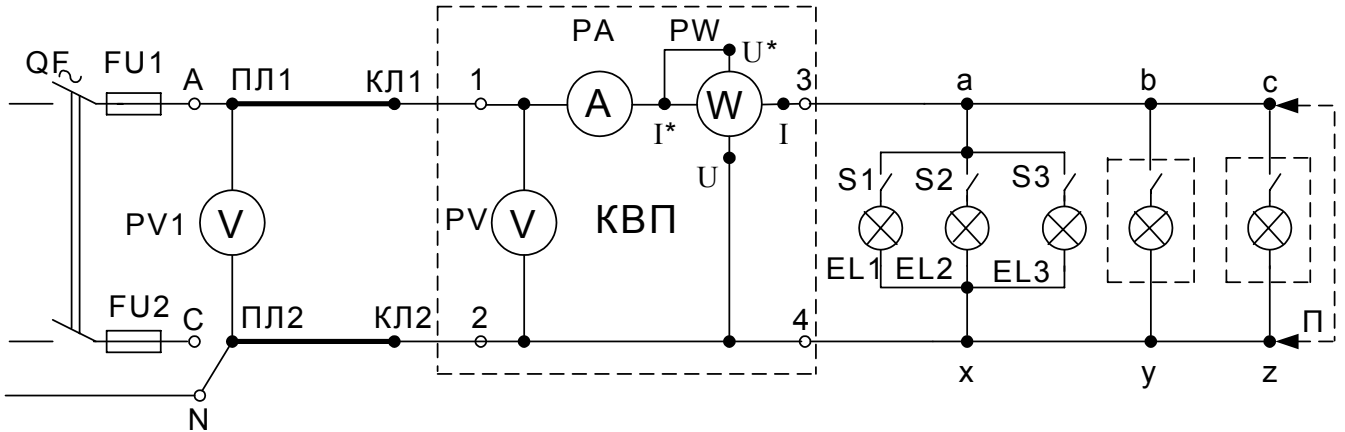 PA PW
QF FU1 A ПЛ1 КЛ1 1 U* 3 a b c
A W
I* I
U
S1 S2 S3
PV1 V PV V КВП
EL1 EL2 EL3
FU2 C ПЛ2 КЛ2 2 4 П
x y z
N